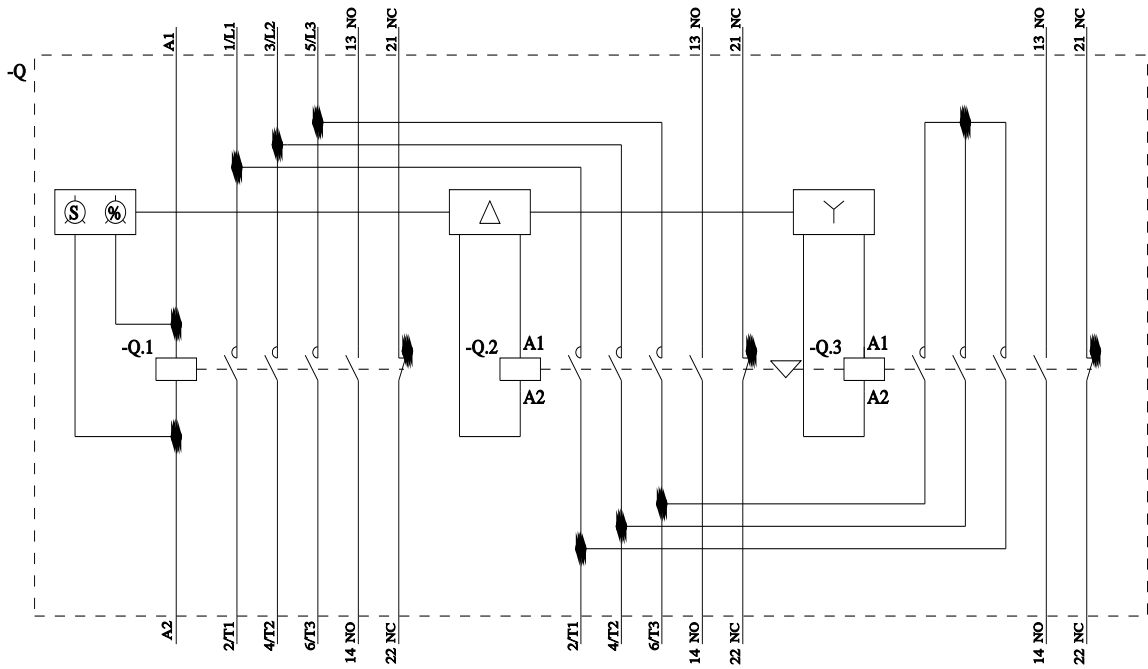 A1
1/L1
3/L2
5/L3
13 NO
21 NC
13 NO
21 NC
13 NO
21 NC
-Q
S
%
-Q.1
-Q.2
A1
A2
-Q.3
A1
A2
A2
2/T1
4/T2
6/T3
14 NO
22 NC
2/T1
4/T2
6/T3
14 NO
22 NC
14 NO
22 NC